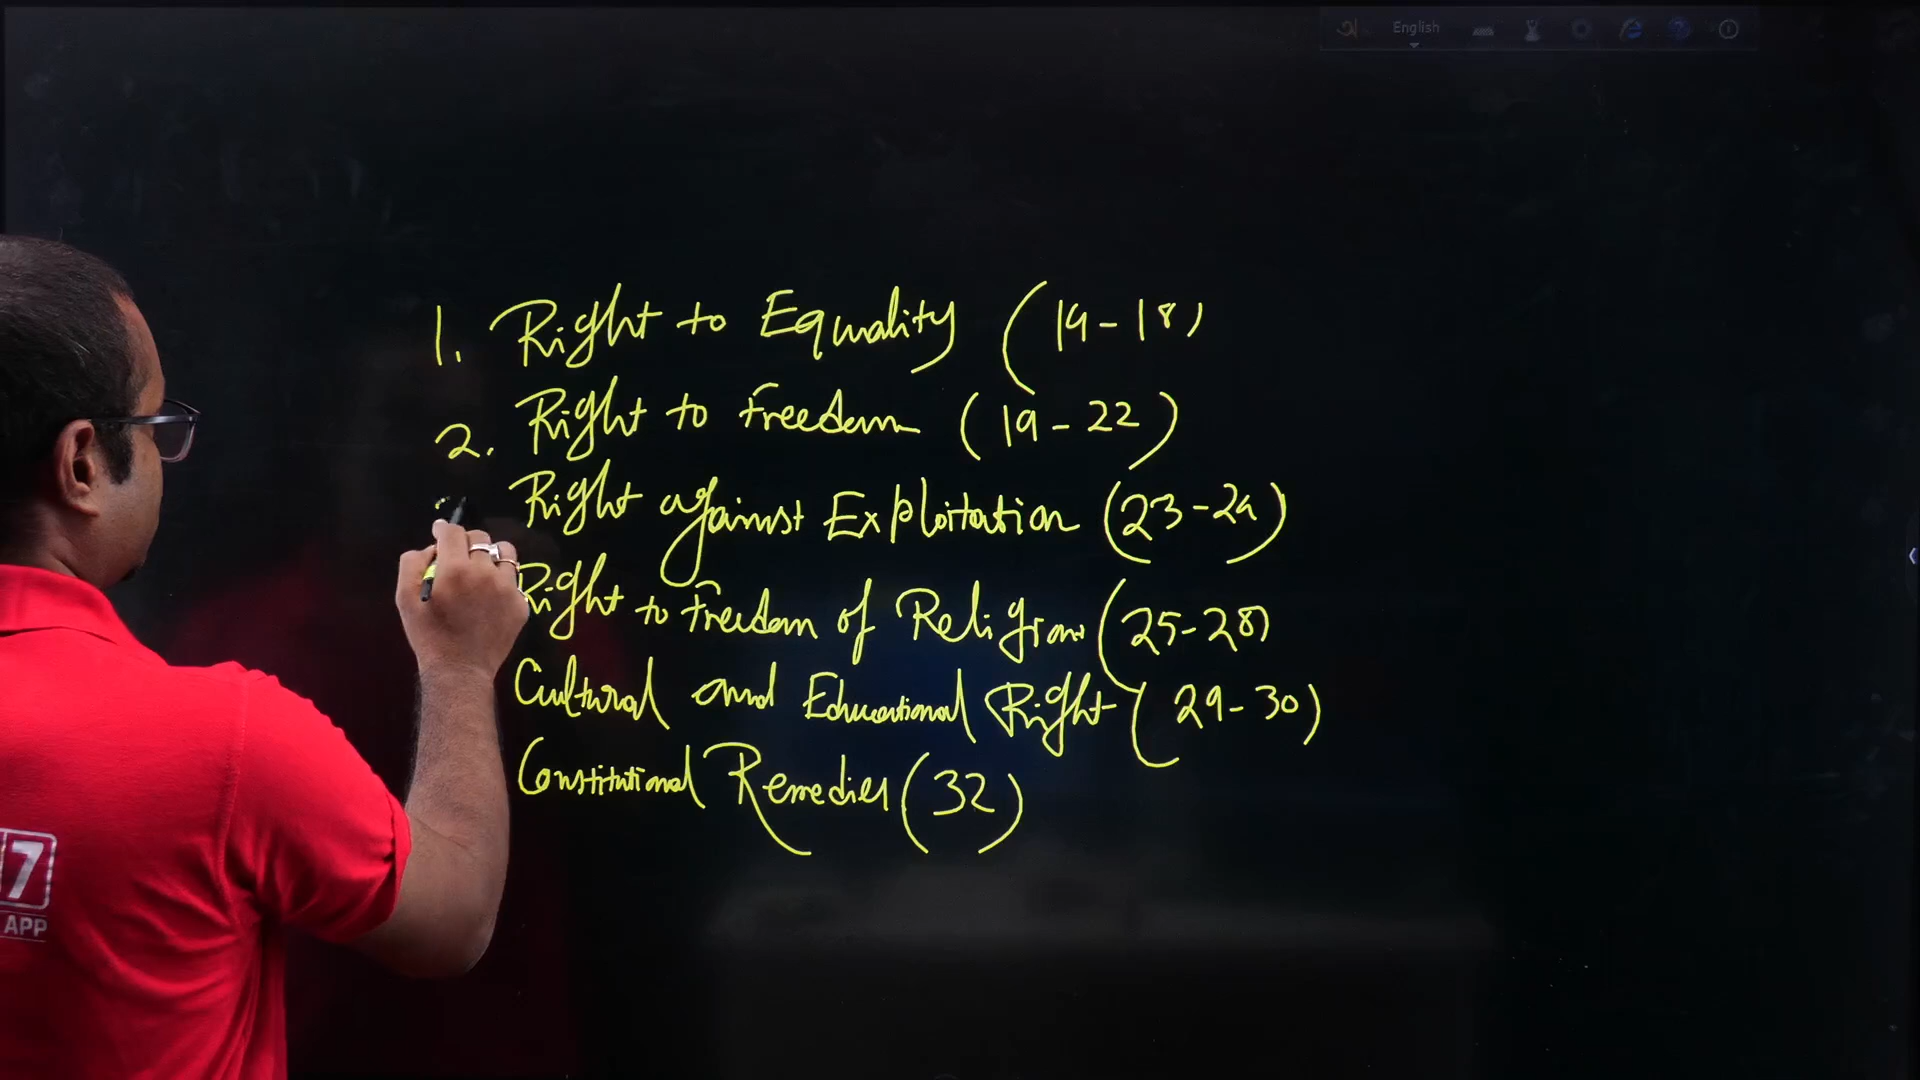 English
1. Right to Equality (14-18)
2. Right to Freedom (19-22)
Right against Exploitation (23-24)
Right to Freedom of Religion (25-28)
Cultural and Educational Right (29-30)
Constitutional Remedies (32)
7
APP